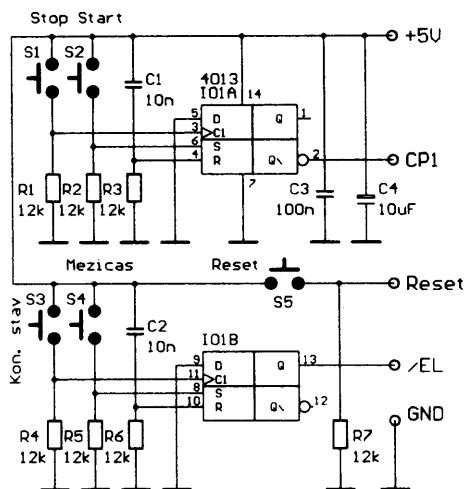 Stop Start
+5V
S1 S2
C1
10n
4013
IO1A
14
5 D Q 1
3 C1
6 S
4 R Q\ 2
CP1
7
R1 R2 R3
12k 12k 12k
C3
100n
C4
10uF
Mezicas Reset
Reset
S3 S4
S5
Kon. stav
C2
10n
IO1B
9 D Q 13
/EL
11 C1
8 S
10 R Q\ 12
GND
R4 R5 R6
12k 12k 12k
R7
12k